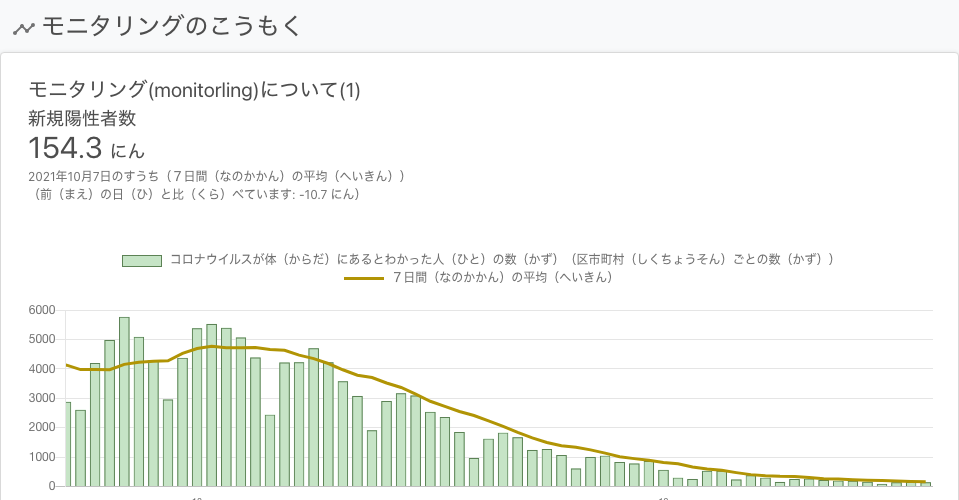 モニタリングのこうもく
モニタリング(monitorling)について(1)
新規陽性者数
154.3 にん
2021年10月7日のすうち（７日間（なのかかん）の平均（へいきん））
（前（まえ）の日（ひ）と比（くら）べています: -10.7 にん）
コロナウイルスが体（からだ）にあるとわかった人（ひと）の数（かず）（区市町村（しくちょうそん）ごとの数（かず））
７日間（なのかかん）の平均（へいきん）
6000
5000
4000
3000
2000
1000
0